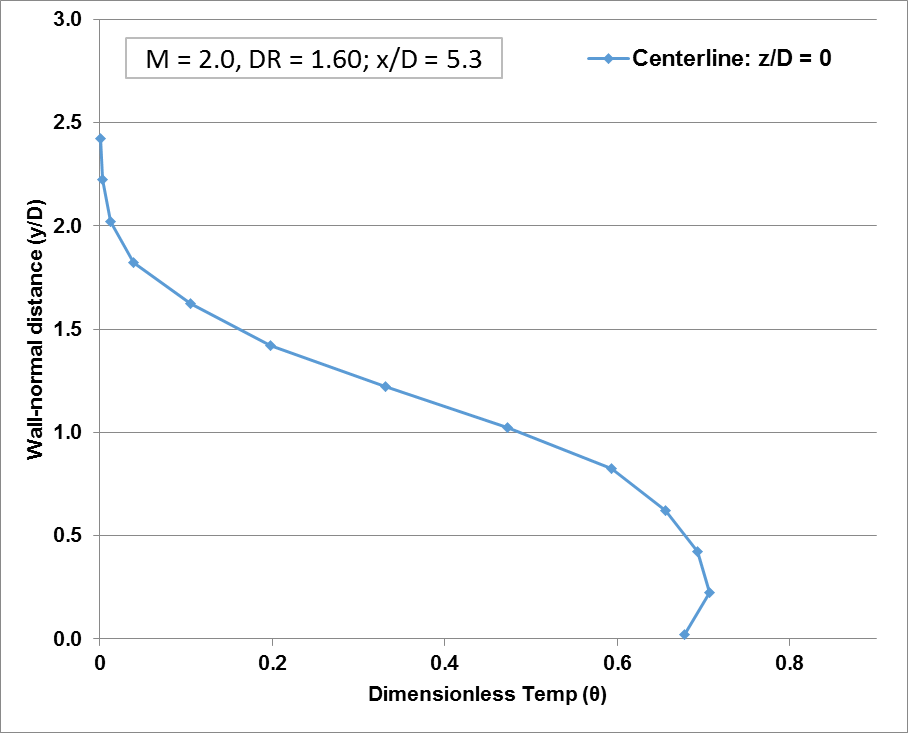 3.0
M = 2.0, DR = 1.60; x/D = 5.3
Centerline: z/D = 0
2.5
2.0
1.5
1.0
0.5
0.0
Wall-normal distance (y/D)
0 0.2 0.4 0.6 0.8
Dimensionless Temp (θ)